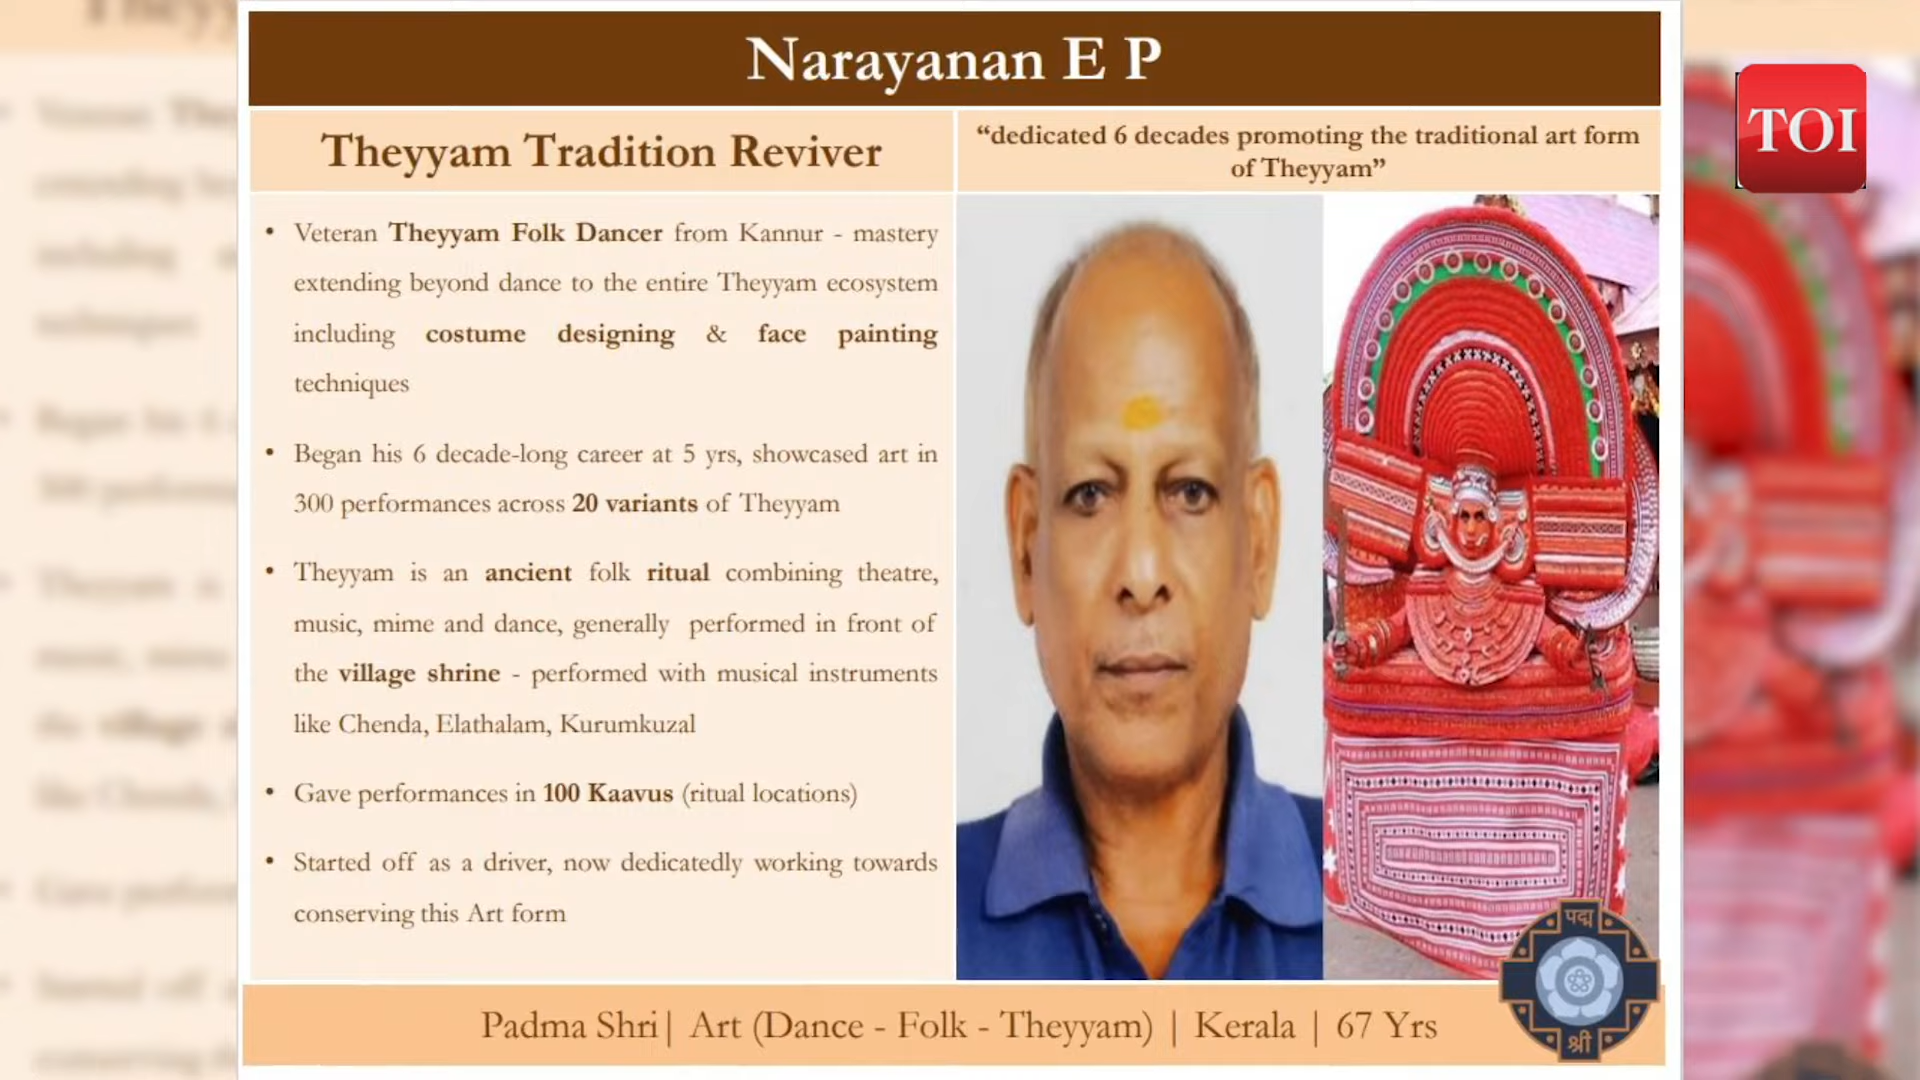 Narayanan E P
Theyyam Tradition Reviver
“dedicated 6 decades promoting the traditional art form
of Theyyam”
• Veteran Theyyam Folk Dancer from Kannur - mastery
extending beyond dance to the entire Theyyam ecosystem
including costume designing & face painting
techniques
• Began his 6 decade-long career at 5 yrs, showcased art in
300 performances across 20 variants of Theyyam
• Theyyam is an ancient folk ritual combining theatre,
music, mime and dance, generally performed in front of
the village shrine - performed with musical instruments
like Chenda, Elathalam, Kurumkuzal
• Gave performances in 100 Kaavus (ritual locations)
• Started off as a driver, now dedicatedly working towards
conserving this Art form
Padma Shri| Art (Dance - Folk - Theyyam) | Kerala | 67 Yrs
पद्म
श्री
TOI